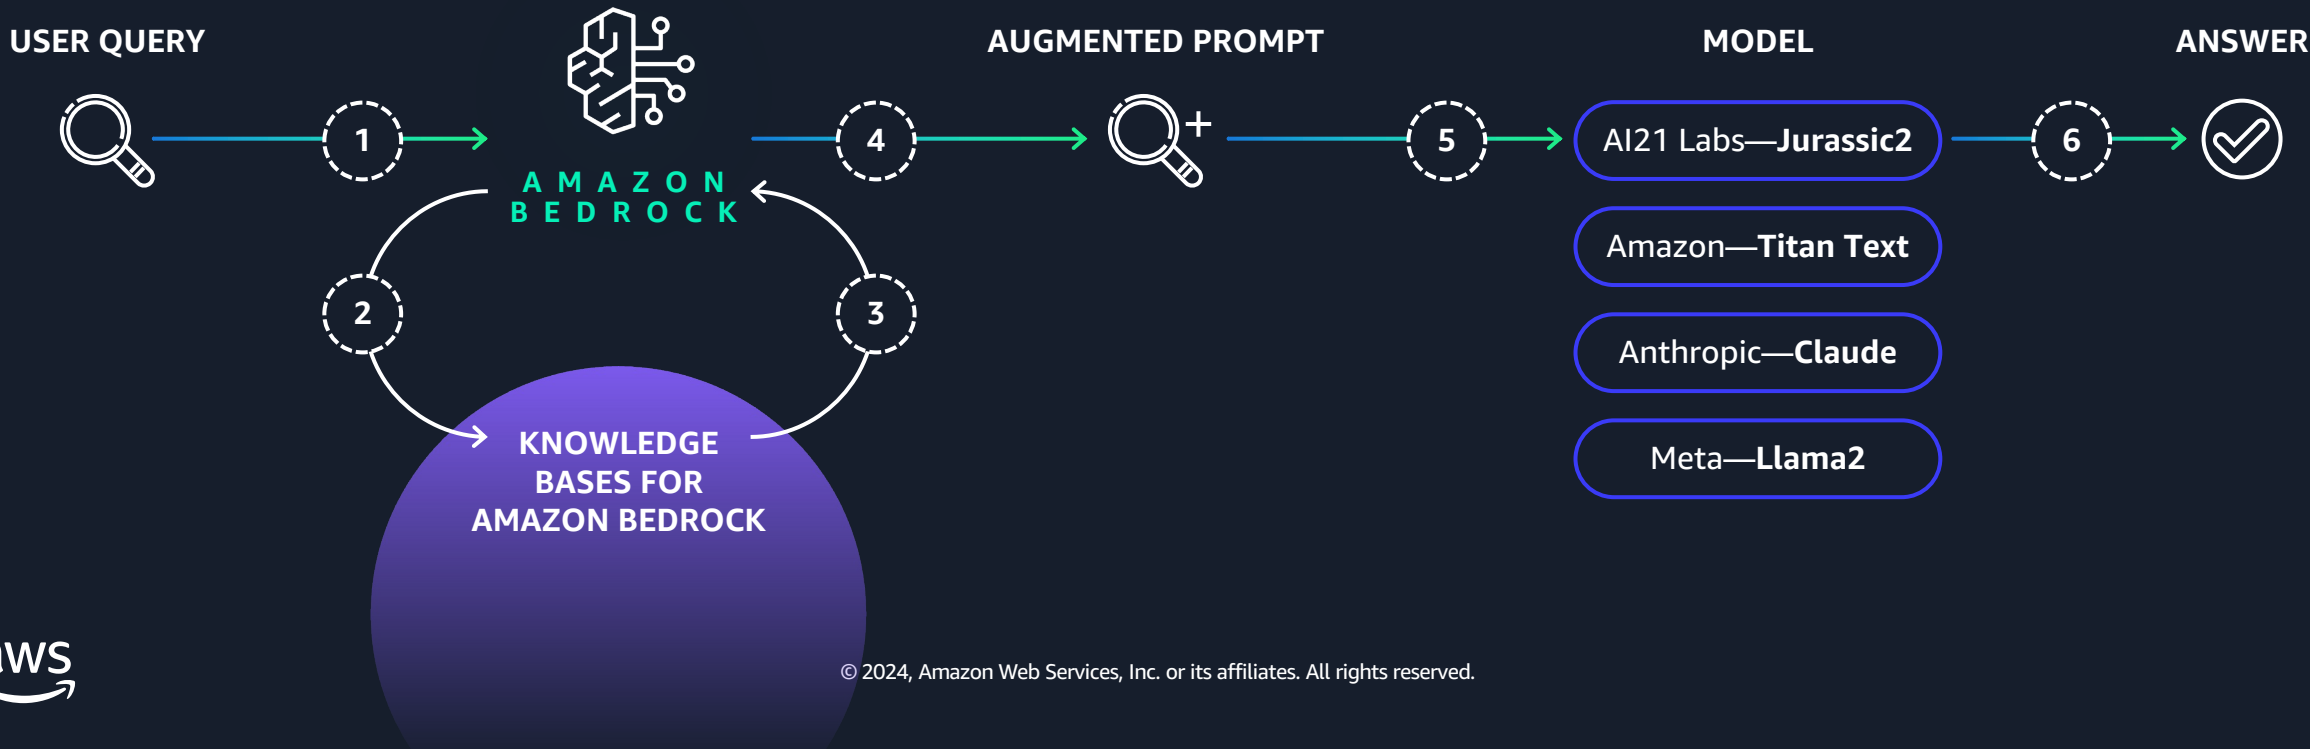 USER QUERY
AUGMENTED PROMPT
MODEL
ANSWER
1
4
5
6
AMAZON
BEDROCK
2
3
KNOWLEDGE
BASES FOR
AMAZON BEDROCK
AI21 Labs—Jurassic2
Amazon—Titan Text
Anthropic—Claude
Meta—Llama2
aws
© 2024, Amazon Web Services, Inc. or its affiliates. All rights reserved.